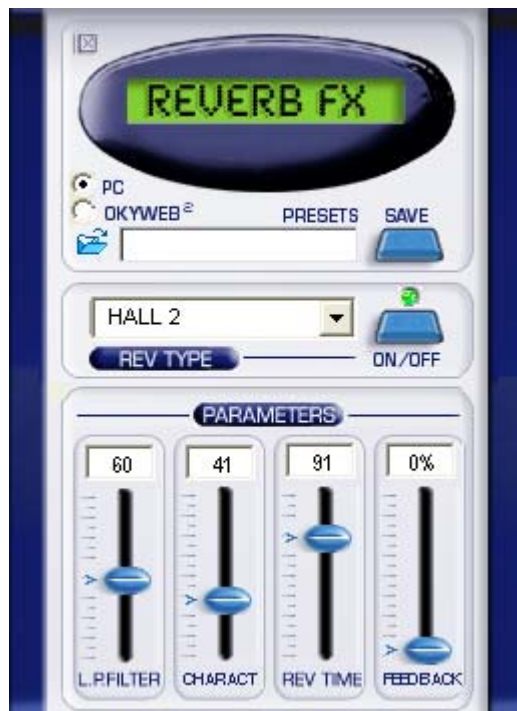 REVERB FX
PC
OKYWEB²
PRESETS SAVE
HALL 2
REV TYPE ON/OFF
PARAMETERS
60 41 91 0%
L.P.FILTER CHARACT REV TIME FEEDBACK